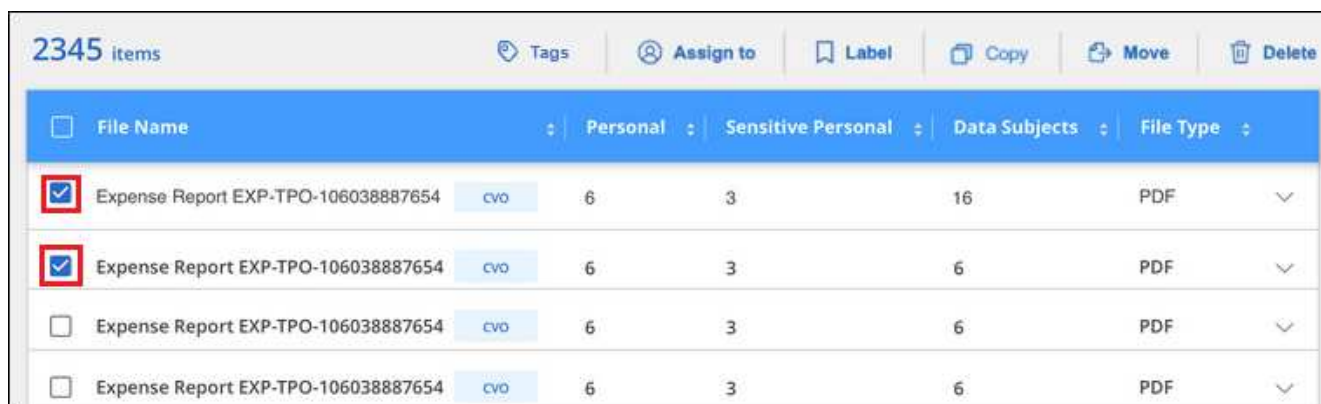 2345 items Tags Assign to Label Copy Move Delete
File Name Personal Sensitive Personal Data Subjects File Type
Expense Report EXP-TPO-106038887654 CVO 6 3 16 PDF
Expense Report EXP-TPO-106038887654 CVO 6 3 6 PDF
Expense Report EXP-TPO-106038887654 CVO 6 3 6 PDF
Expense Report EXP-TPO-106038887654 CVO 6 3 6 PDF